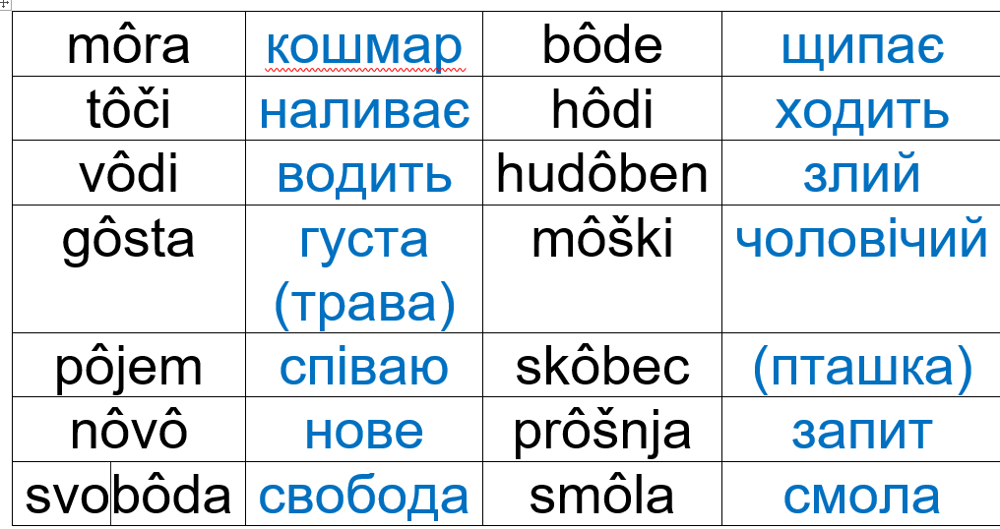 môra кошмар bôde щипає
tôči наливає hôdi ходить
vôdi водить hudôben злий
gôsta густа môški чоловічий
(трава)
pôjem співаю skôbec (пташка)
nôvô нове prôšnja запит
svobôda свобода smôla смола